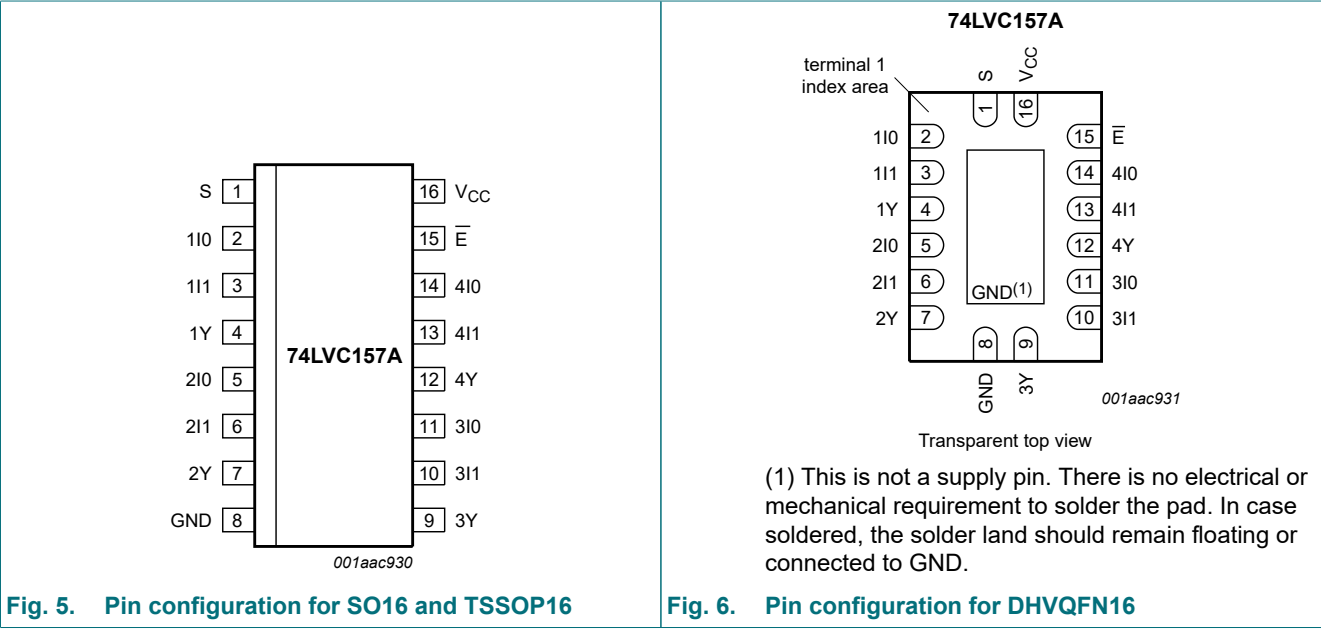 S 1 16 VCC
1I0 2 15 E̅
1I1 3 14 4I0
1Y 4 13 4I1
74LVC157A
2I0 5 12 4Y
2I1 6 11 3I0
2Y 7 10 3I1
GND 8 9 3Y
001aac930
Fig. 5. Pin configuration for SO16 and TSSOP16
74LVC157A
terminal 1
index area
S VCC
1 16
1I0 2 15 E̅
1I1 3 14 4I0
1Y 4 13 4I1
2I0 5 12 4Y
2I1 6 11 3I0
GND(1)
2Y 7 10 3I1
8 9
GND 3Y
001aac931
Transparent top view
(1) This is not a supply pin. There is no electrical or
mechanical requirement to solder the pad. In case
soldered, the solder land should remain floating or
connected to GND.
Fig. 6. Pin configuration for DHVQFN16